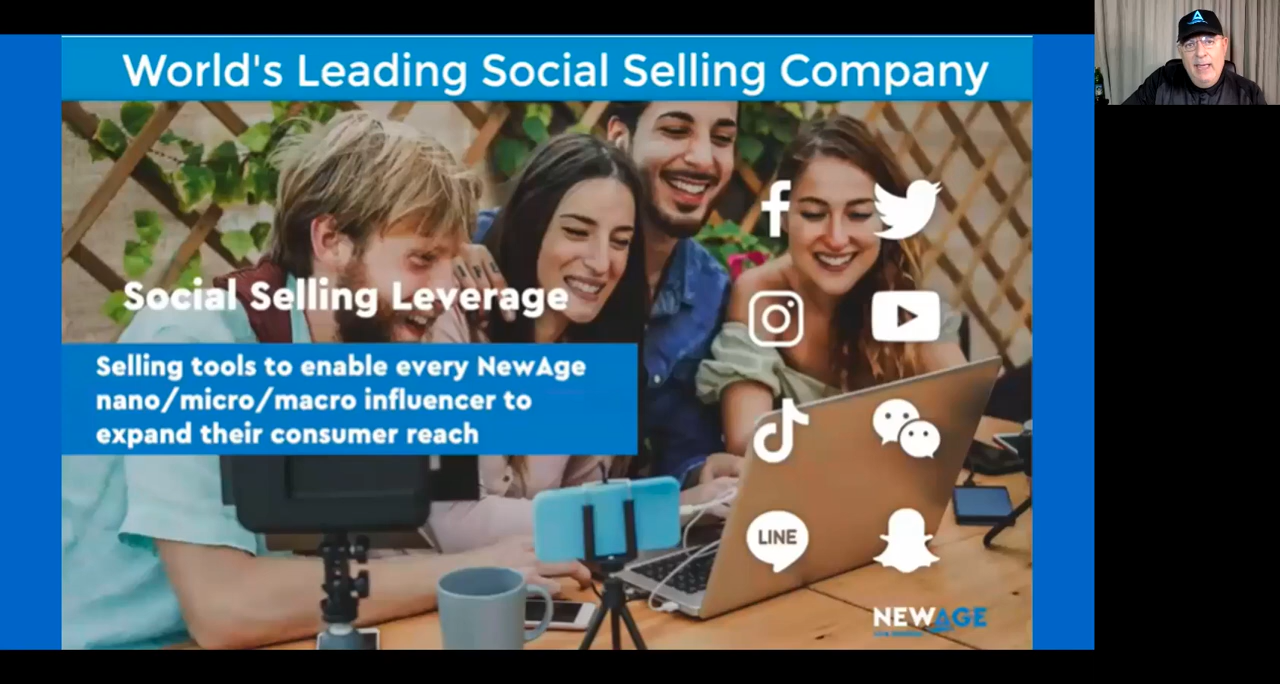 World's Leading Social Selling Company
Social Selling Leverage
Selling tools to enable every NewAge
nano/micro/macro influencer to
expand their consumer reach
LINE
NEWAGE